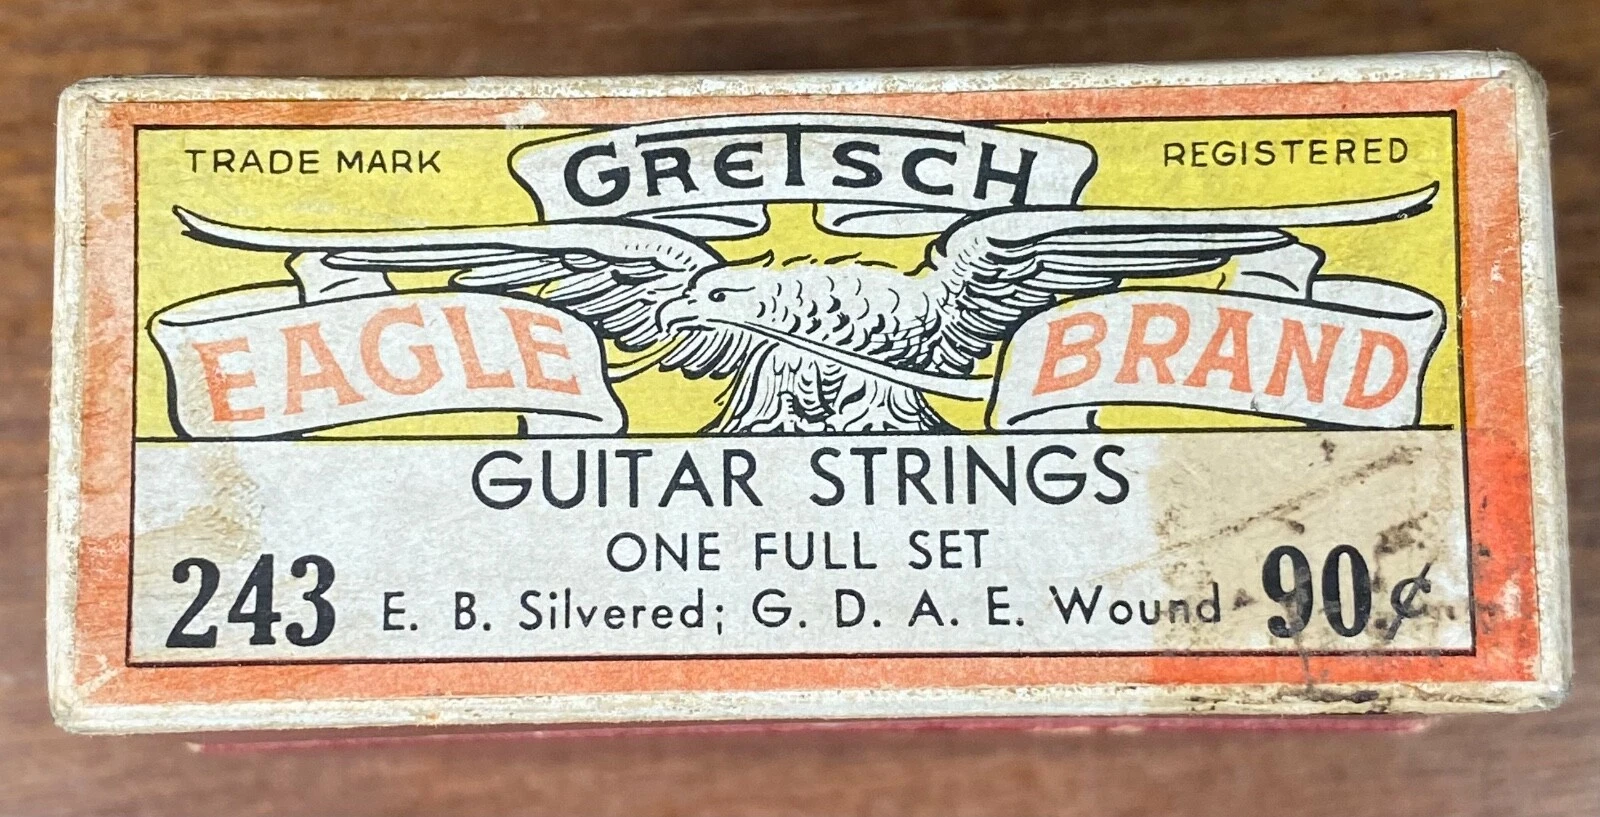 TRADE MARK
GRETSCH
REGISTERED
EAGLE BRAND
GUITAR STRINGS
ONE FULL SET
243 E. B. Silvered; G. D. A. E. Wound 90¢